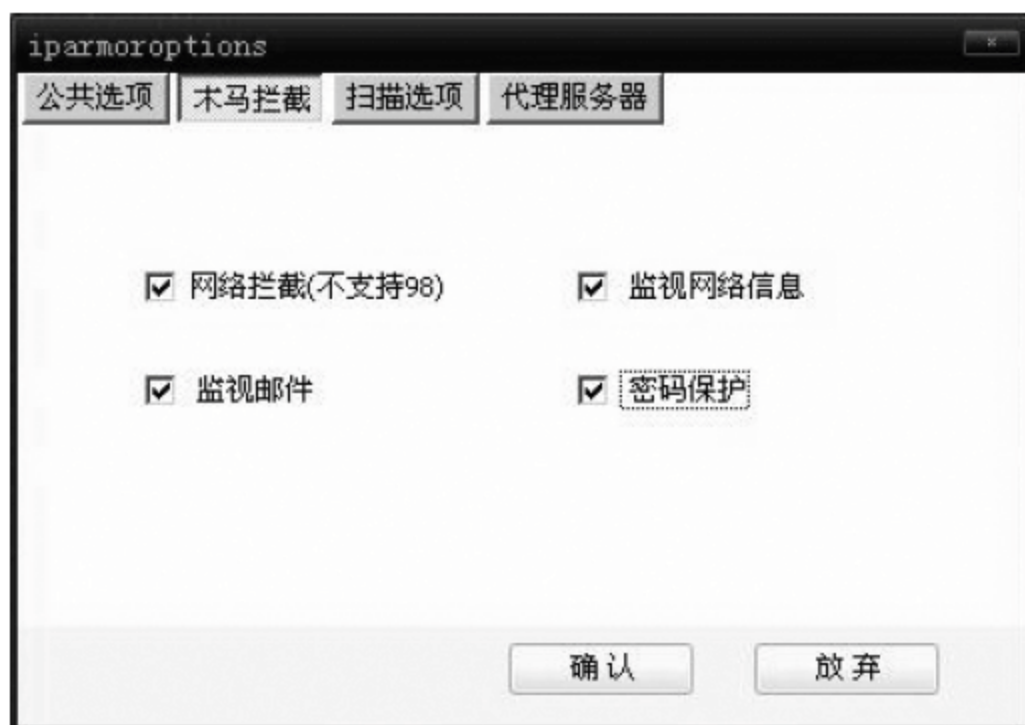 iparmoroptions
公共选项 木马拦截 扫描选项 代理服务器
网络拦截(不支持98) 监视网络信息
监视邮件 密码保护
确认 放弃